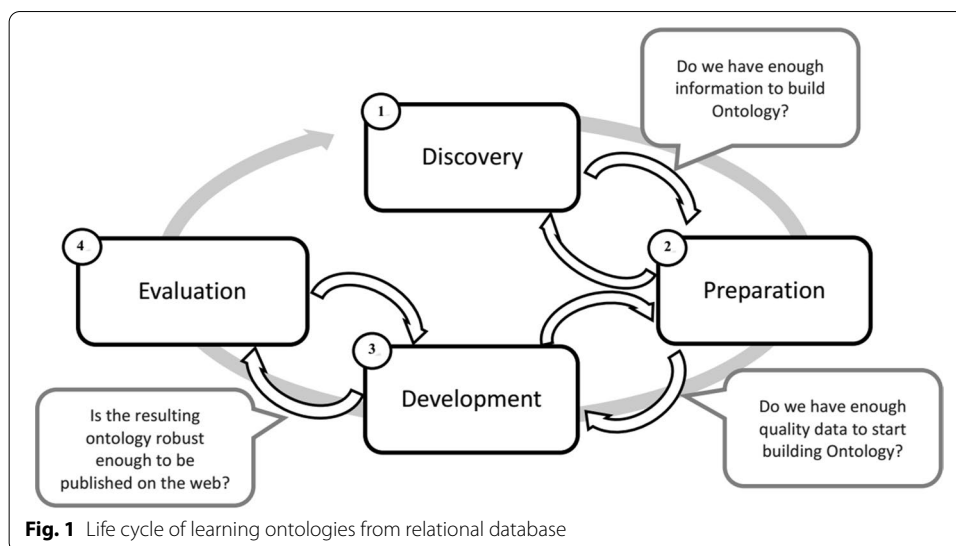 Do we have enough
information to build
Ontology?
1
Discovery
4
Evaluation
2
Preparation
3
Development
Is the resulting
ontology robust
enough to be
published on the web?
Do we have enough
quality data to start
building Ontology?
Fig. 1 Life cycle of learning ontologies from relational database